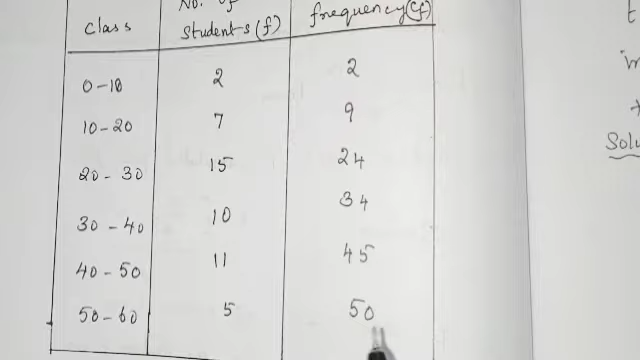 No. of
class students (f) frequency (cf)
0-10 2 2
10-20 7 9
20-30 15 24
30-40 10 34
40-50 11 45
50-60 5 50
t
Solu